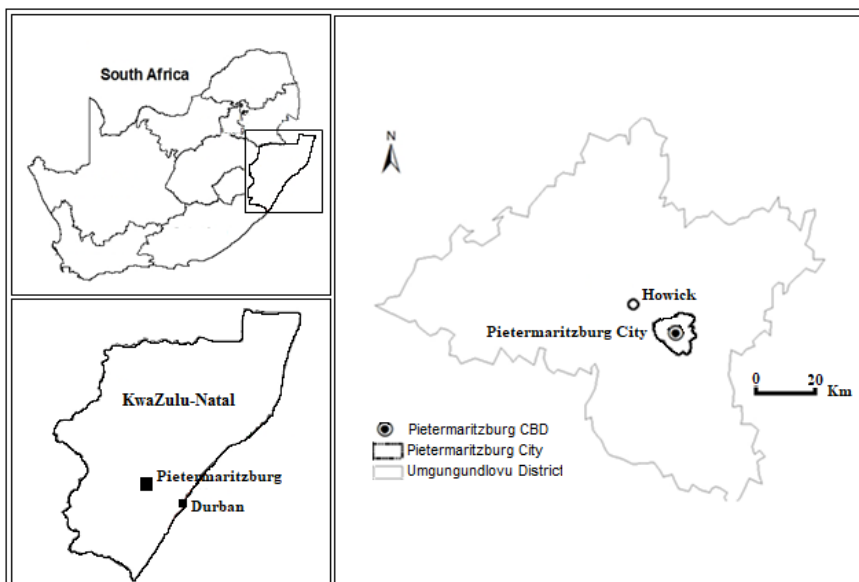 South Africa
KwaZulu-Natal
Pietermaritzburg
Durban
N
Howick
Pietermaritzburg City
0 20
Km
Pietermaritzburg CBD
Pietermaritzburg City
Umgungundlovu District